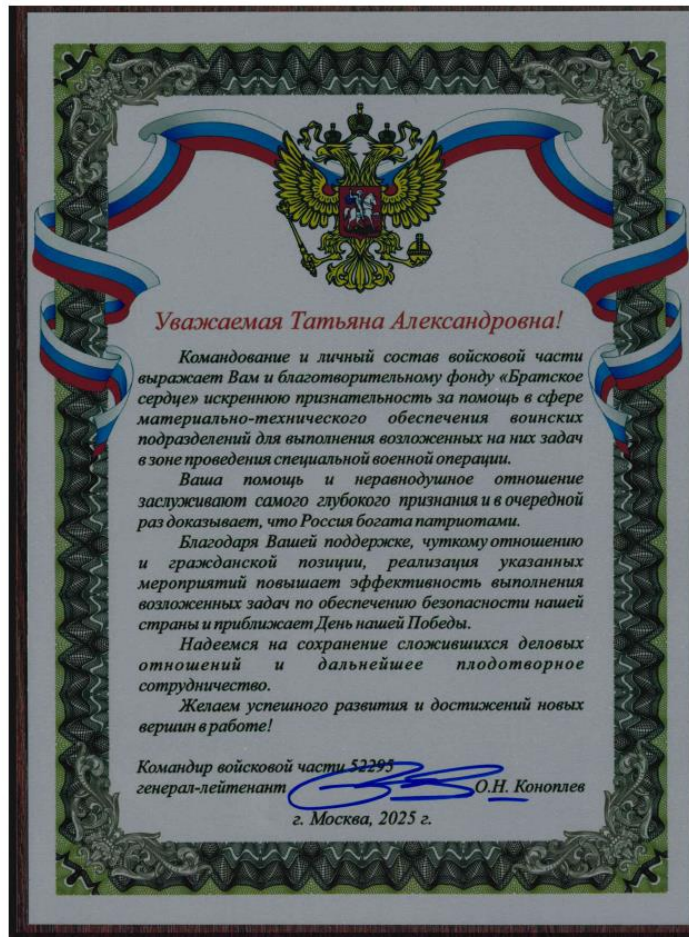 Уважаемая Татьяна Александровна!
Командование и личный состав войсковой части
выражает Вам и благотворительному фонду «Братское
сердце» искреннюю признательность за помощь в сфере
материально-технического обеспечения воинских
подразделений для выполнения возложенных на них задач
в зоне проведения специальной военной операции.
Ваша помощь и неравнодушное отношение
заслуживают самого глубокого признания и в очередной
раз доказывает, что Россия богата патриотами.
Благодаря Вашей поддержке, чуткому отношению
и гражданской позиции, реализация указанных
мероприятий повышает эффективность выполнения
возложенных задач по обеспечению безопасности нашей
страны и приближает День нашей Победы.
Надеемся на сохранение сложившихся деловых
отношений и дальнейшее плодотворное
сотрудничество.
Желаем успешного развития и достижений новых
вершин в работе!
Командир войсковой части 52295
генерал-лейтенант О.Н. Коноплев
г. Москва, 2025 г.